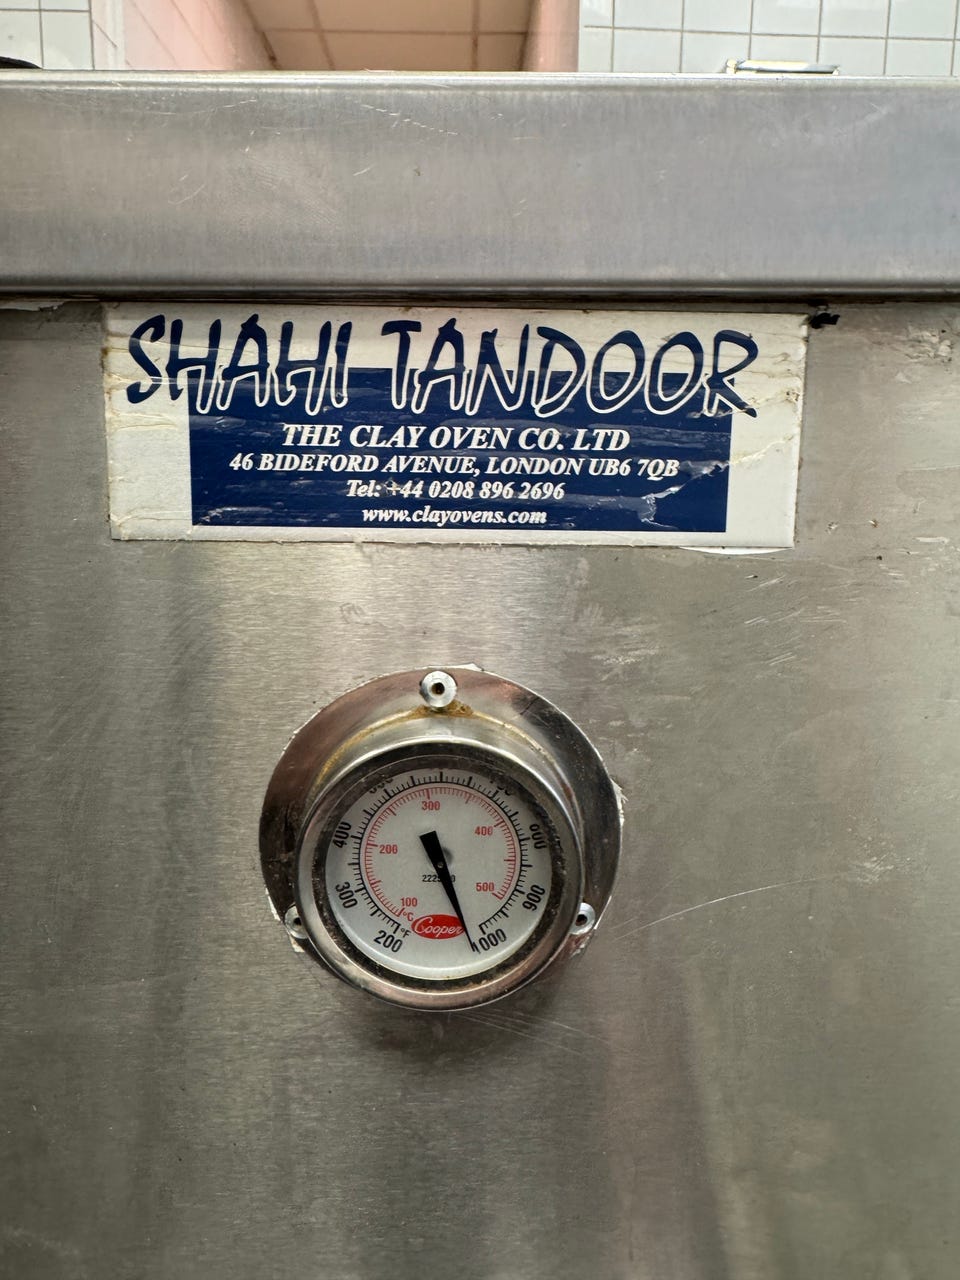 SHAHI TANDOOR
THE CLAY OVEN CO. LTD
46 BIDEFORD AVENUE, LONDON UB6 7QB
Tel: +44 0208 896 2696
www.clayovens.com
300
400
400
200
500
300
900
100
°C
Cooper
°F
200
1000